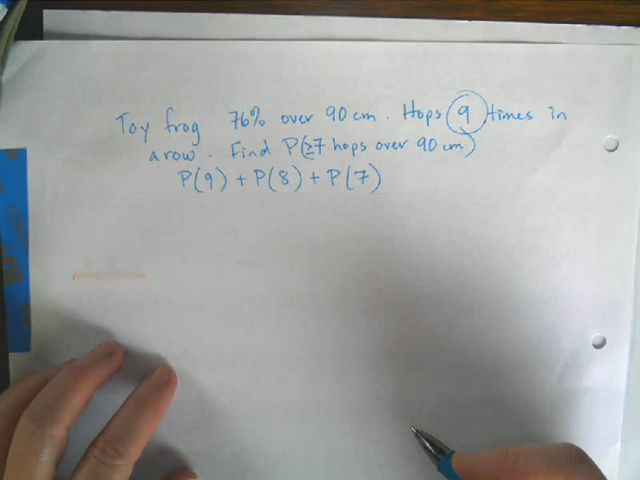 Toy frog 76% over 90 cm. Hops 9 times in
a row. Find P(≥7 hops over 90 cm)
P(9) + P(8) + P(7)